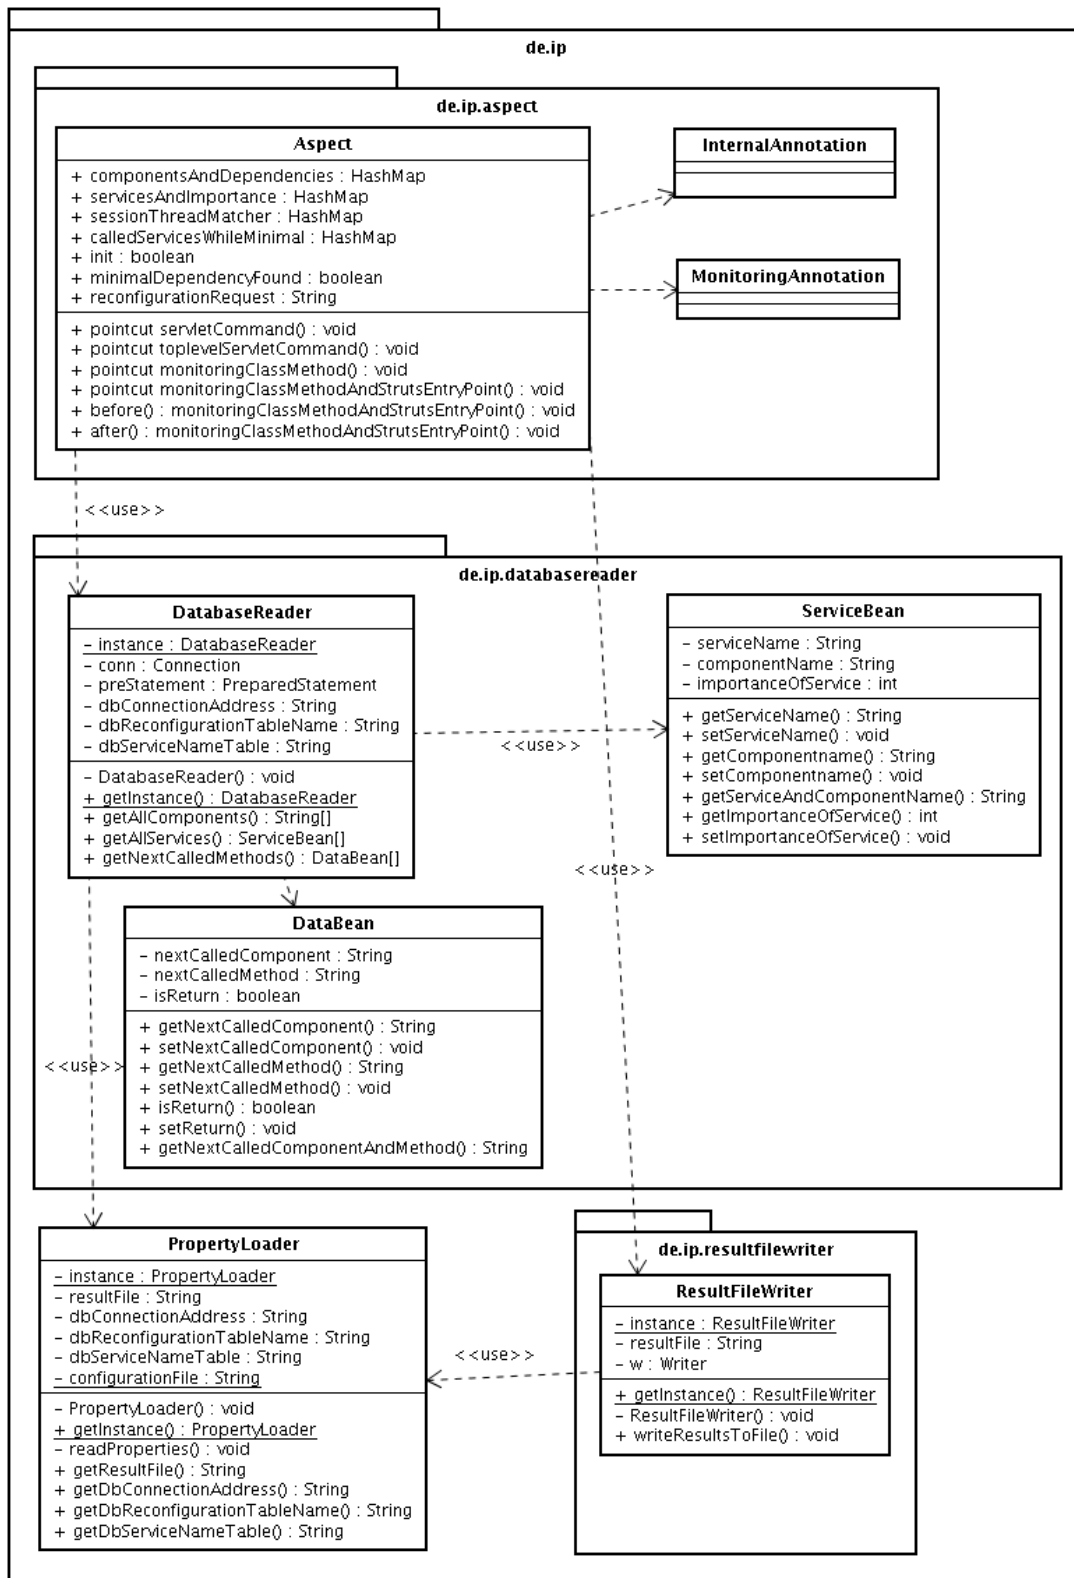 de.ip
de.ip.aspect
Aspect
+ componentsAndDependencies : HashMap
+ servicesAndImportance : HashMap
+ sessionThreadMatcher : HashMap
+ calledServicesWhileMinimal : HashMap
+ init : boolean
+ minimalDependencyFound : boolean
+ reconfigurationRequest : String
+ pointcut servletCommand() : void
+ pointcut toplevelServletCommand() : void
+ pointcut monitoringClassMethod() : void
+ pointcut monitoringClassMethodAndStrutsEntryPoint() : void
+ before() : monitoringClassMethodAndStrutsEntryPoint() : void
+ after() : monitoringClassMethodAndStrutsEntryPoint() : void
InternalAnnotation
MonitoringAnnotation
<<use>>
de.ip.databasereader
DatabaseReader
- instance : DatabaseReader
- conn : Connection
- preStatement : PreparedStatement
- dbConnectionAddress : String
- dbReconfigurationTableName : String
- dbServiceNameTable : String
- DatabaseReader() : void
+ getInstance() : DatabaseReader
+ getAllComponents() : String[]
+ getAllServices() : ServiceBean[]
+ getNextCalledMethods() : DataBean[]
<<use>>
ServiceBean
- serviceName : String
- componentName : String
- importanceOfService : int
+ getServiceName() : String
+ setServiceName() : void
+ getComponentname() : String
+ setComponentname() : void
+ getServiceAndComponentName() : String
+ getImportanceOfService() : int
+ setImportanceOfService() : void
<<use>>
DataBean
- nextCalledComponent : String
- nextCalledMethod : String
- isReturn : boolean
+ getNextCalledComponent() : String
+ setNextCalledComponent() : void
+ getNextCalledMethod() : String
+ setNextCalledMethod() : void
+ isReturn() : boolean
+ setReturn() : void
+ getNextCalledComponentAndMethod() : String
<<use>>
PropertyLoader
- instance : PropertyLoader
- resultFile : String
- dbConnectionAddress : String
- dbReconfigurationTableName : String
- dbServiceNameTable : String
- configurationFile : String
- PropertyLoader() : void
+ getInstance() : PropertyLoader
- readProperties() : void
+ getResultFile() : String
+ getDbConnectionAddress() : String
+ getDbReconfigurationTableName() : String
+ getDbServiceNameTable() : String
<<use>>
de.ip.resultfilewriter
ResultFileWriter
- instance : ResultFileWriter
- resultFile : String
- w : Writer
+ getInstance() : ResultFileWriter
- ResultFileWriter() : void
+ writeResultsToFile() : void